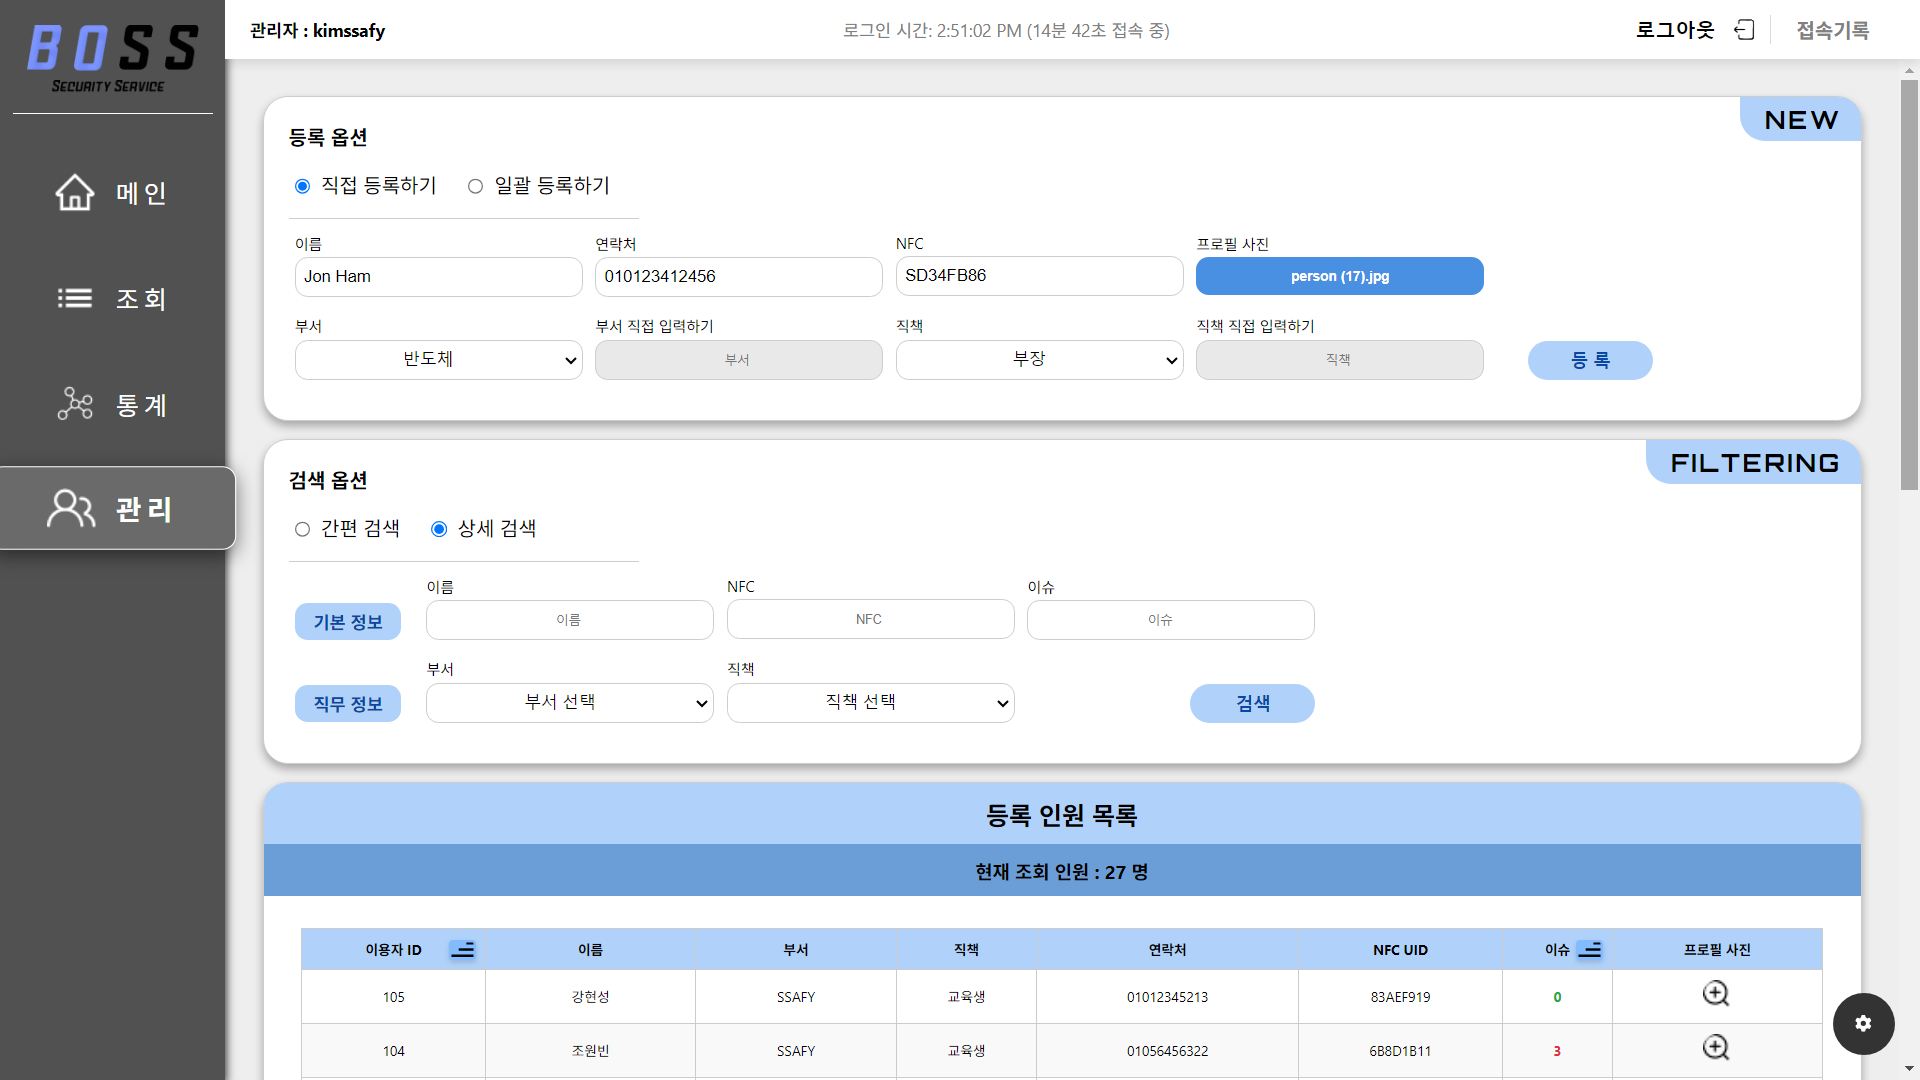 BOSS
SECURITY SERVICE
메인
조회
통계
관리
관리자 : kimssafy
로그인 시간: 2:51:02 PM (14분 42초 접속 중)
로그아웃
접속기록
NEW
등록 옵션
직접 등록하기
일괄 등록하기
이름
연락처
NFC
프로필 사진
Jon Ham
010123412456
SD34FB86
person (17).jpg
부서
부서 직접 입력하기
직책
직책 직접 입력하기
반도체
부서
부장
직책
등 록
FILTERING
검색 옵션
간편 검색
상세 검색
이름
NFC
이슈
기본 정보
이름
NFC
이슈
부서
직책
직무 정보
부서 선택
직책 선택
검색
등록 인원 목록
현재 조회 인원 : 27 명
이용자 ID 이름 부서 직책 연락처 NFC UID 이슈 프로필 사진
105 강현성 SSAFY 교육생 01012345213 83AEF919 0
104 조원빈 SSAFY 교육생 01056456322 6B8D1B11 3